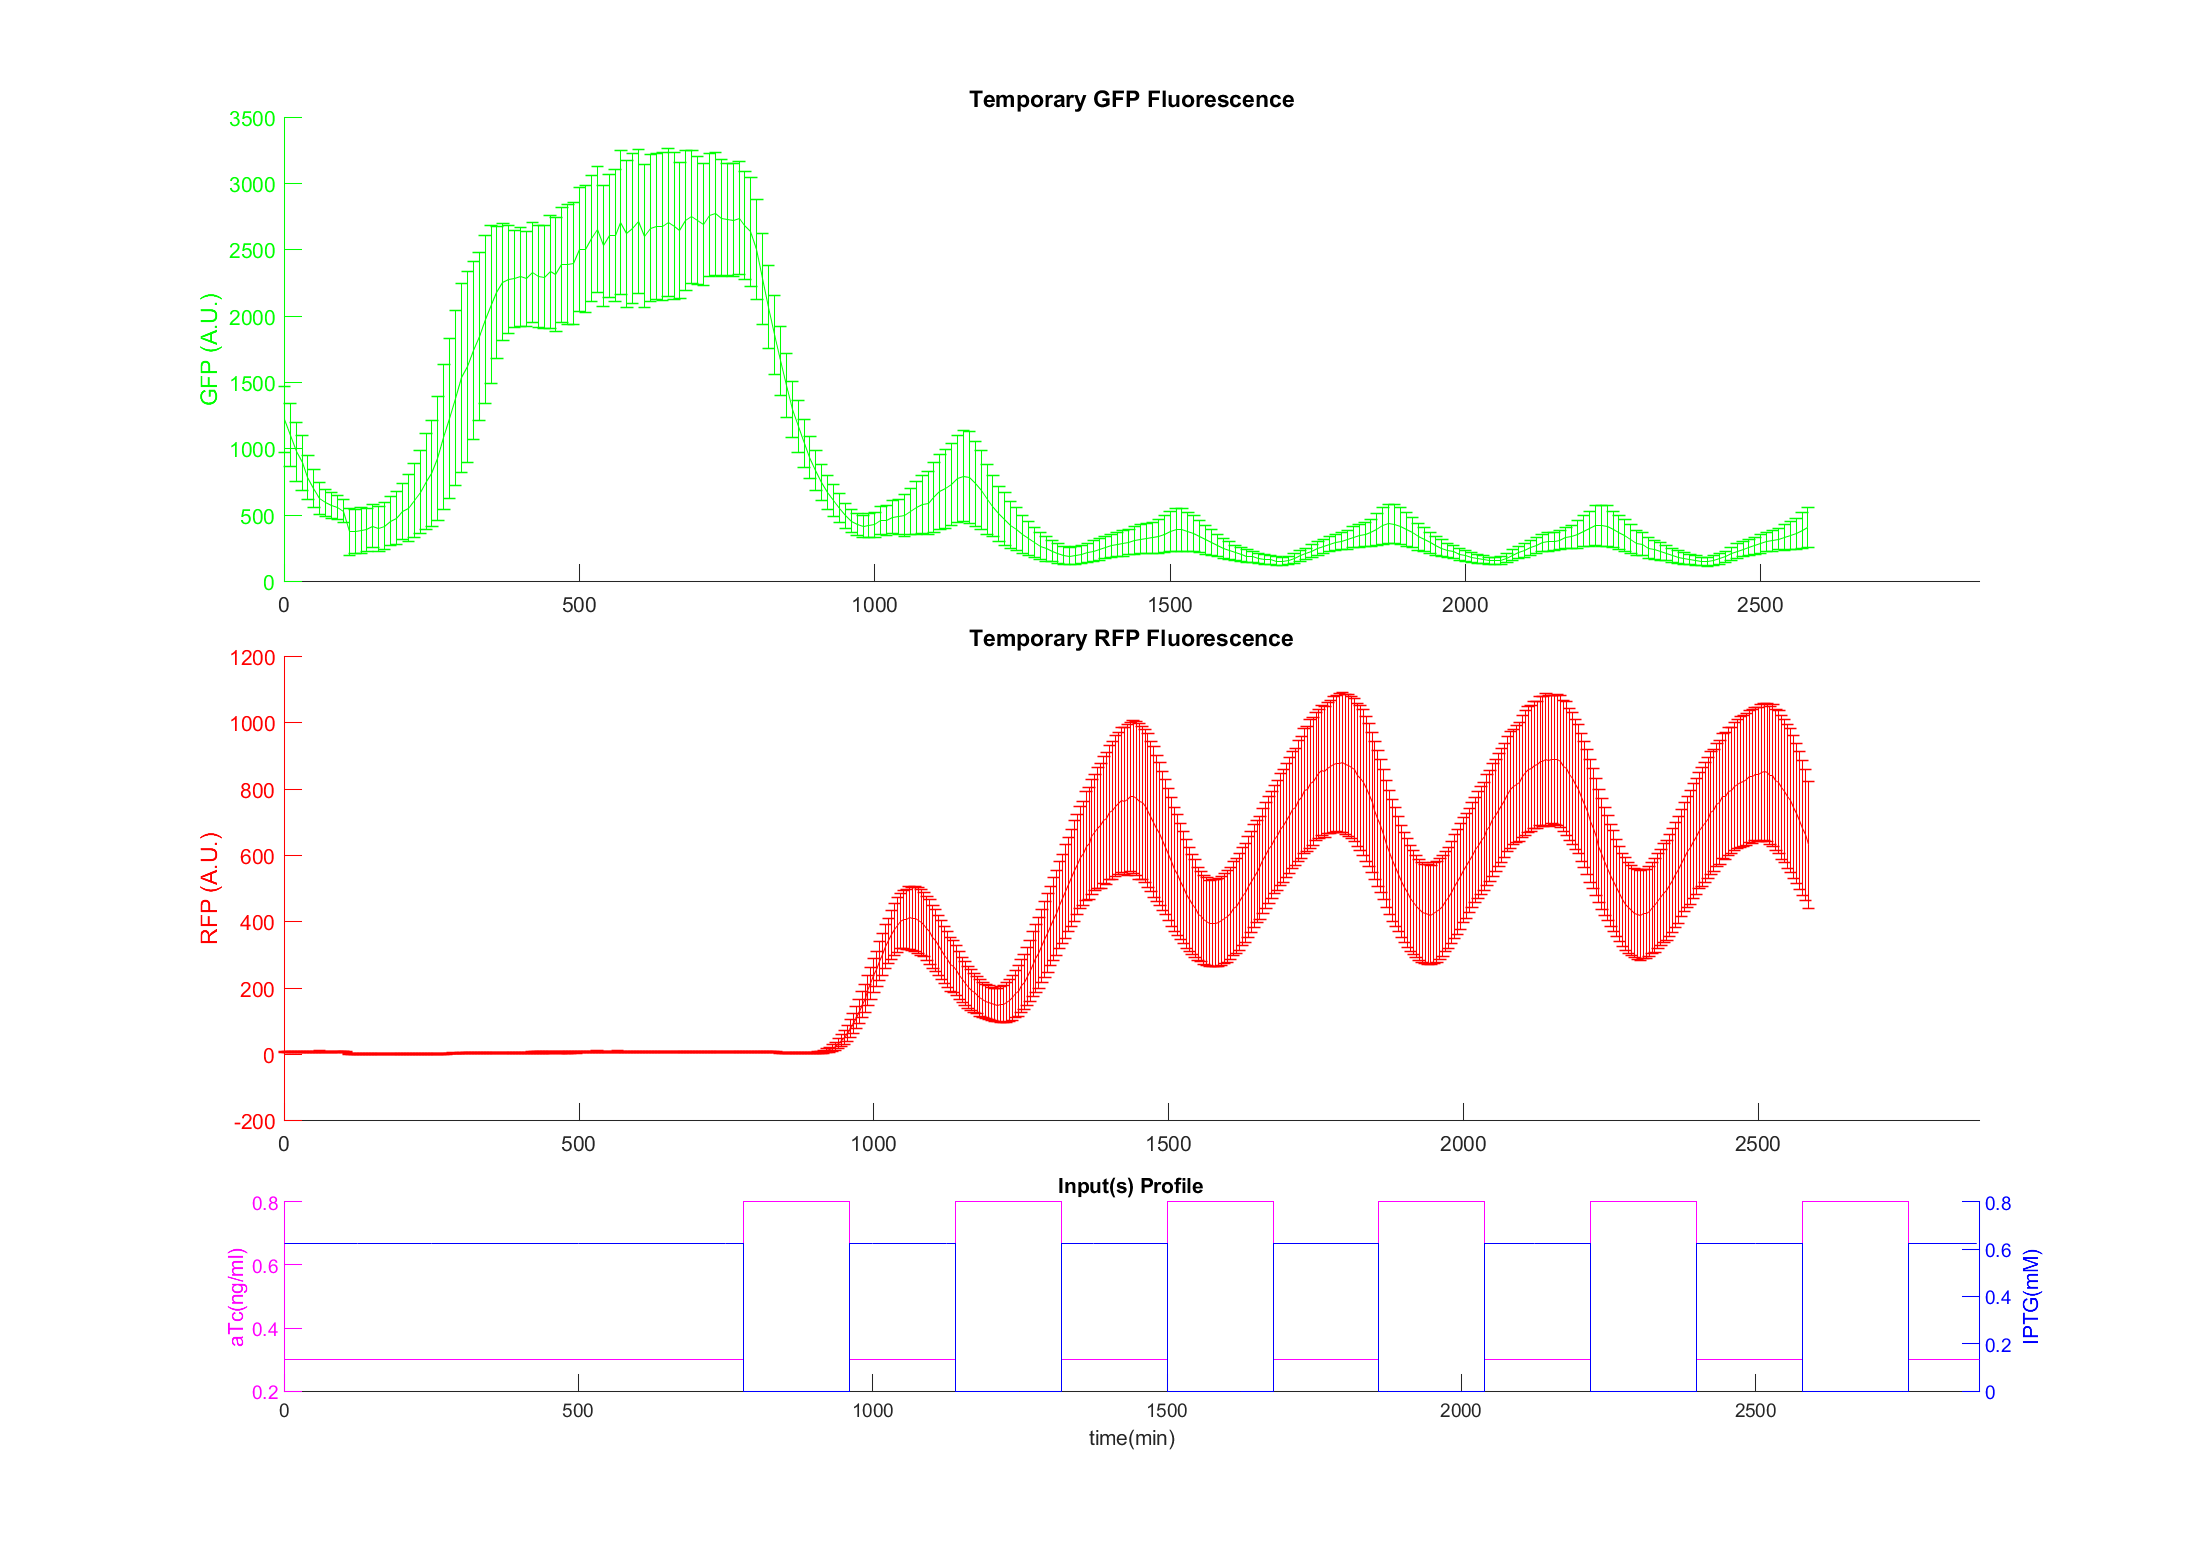 Temporary GFP Fluorescence
3500
3000
2500
2000
1500
1000
500
0
GFP (A.U.)
0 500 1000 1500 2000 2500
Temporary RFP Fluorescence
1200
1000
800
600
400
200
0
-200
RFP (A.U.)
0 500 1000 1500 2000 2500
Input(s) Profile
0.8
0.6
0.4
0.2
aTc(ng/ml)
0.8
0.6
0.4
0.2
0
IPTG(mM)
0 500 1000 1500 2000 2500
time(min)